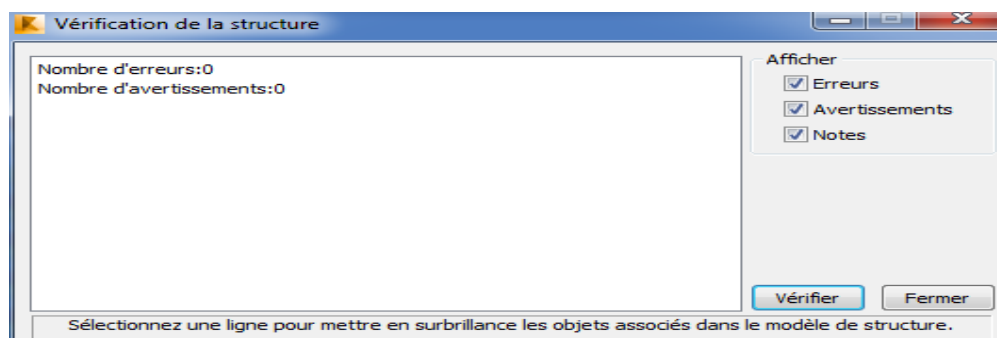 Vérification de la structure
Nombre d'erreurs:0
Nombre d'avertissements:0
Afficher
Erreurs
Avertissements
Notes
Vérifier
Fermer
Sélectionnez une ligne pour mettre en surbrillance les objets associés dans le modèle de structure.